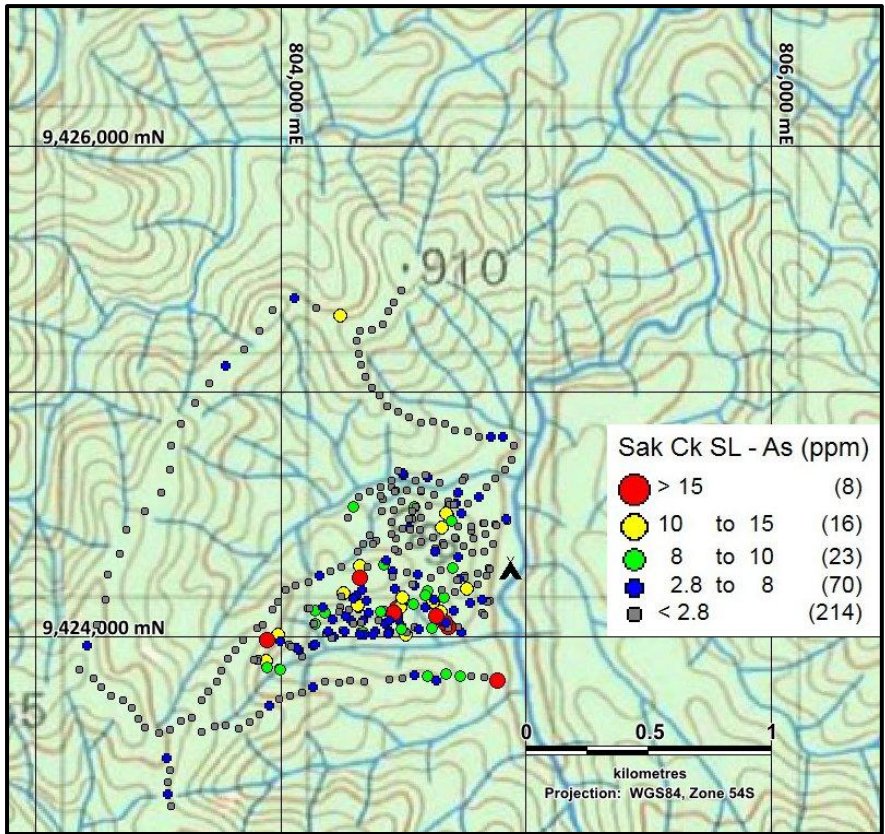 804,000 mE
806,000 mE
9,426,000 mN
910
Sak Ck SL - As (ppm)
> 15 (8)
10 to 15 (16)
8 to 10 (23)
2.8 to 8 (70)
< 2.8 (214)
9,424,000 mN
0 0.5 1
kilometres
Projection: WGS84, Zone 54S